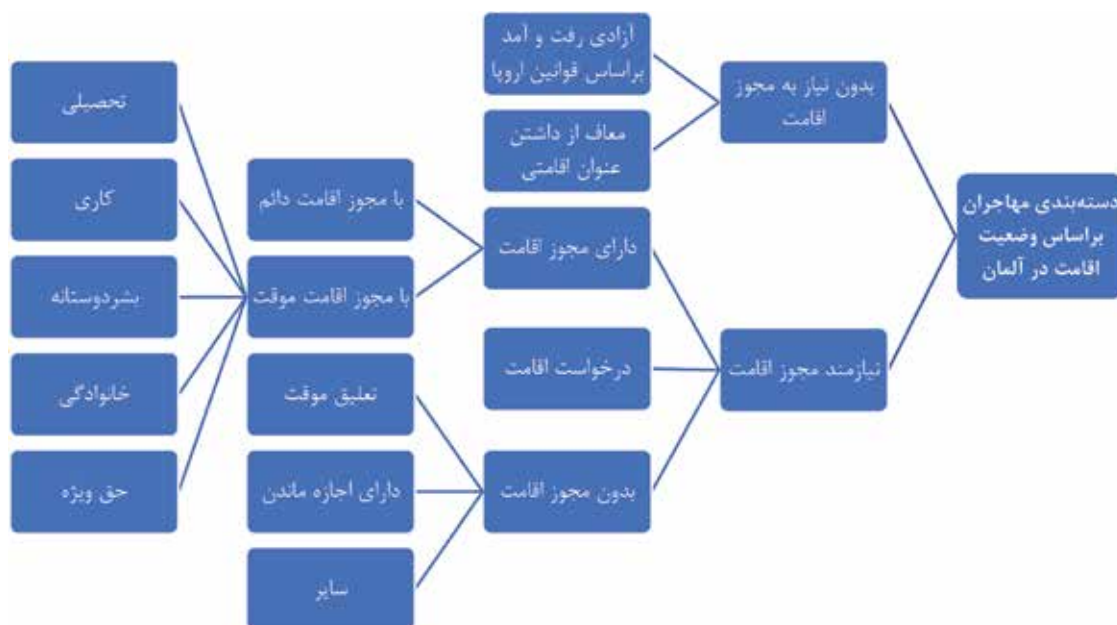 دسته‌بندی مهاجران
براساس وضعیت
اقامت در آلمان
بدون نیاز به مجوز
اقامت
نیازمند مجوز اقامت
آزادی رفت و آمد
براساس قوانین اروپا
معاف از داشتن
عنوان اقامتی
دارای مجوز اقامت
درخواست اقامت
بدون مجوز اقامت
با مجوز اقامت دائم
با مجوز اقامت موقت
تعلیق موقت
دارای اجازه ماندن
سایر
تحصیلی
کاری
بشردوستانه
خانوادگی
حق ویژه